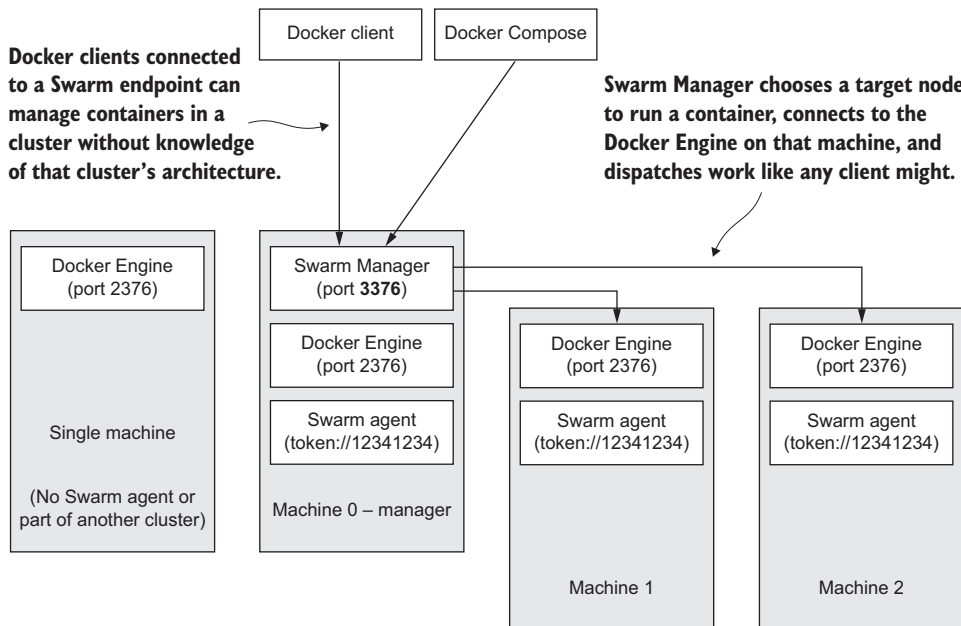 Docker client
Docker Compose
Docker clients connected
to a Swarm endpoint can
manage containers in a
cluster without knowledge
of that cluster's architecture.
Swarm Manager chooses a target node
to run a container, connects to the
Docker Engine on that machine, and
dispatches work like any client might.
Docker Engine
(port 2376)
Single machine
(No Swarm agent or
part of another cluster)
Swarm Manager
(port 3376)
Docker Engine
(port 2376)
Swarm agent
(token://12341234)
Machine 0 – manager
Docker Engine
(port 2376)
Swarm agent
(token://12341234)
Machine 1
Docker Engine
(port 2376)
Swarm agent
(token://12341234)
Machine 2